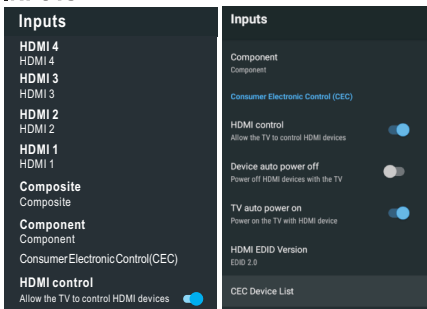 Inputs
HDMI 4
HDMI 4
HDMI 3
HDMI 3
HDMI 2
HDMI 2
HDMI 1
HDMI 1
Composite
Composite
Component
Component
ConsumerElectronicControl(CEC)
HDMI control
Allow the TV to control HDMI devices
Inputs
Component
Component
Consumer Electronic Control (CEC)
HDMI control
Allow the TV to control HDMI devices
Device auto power off
Power off HDMI devices with the TV
TV auto power on
Power on the TV with HDMI device
HDMI EDID Version
EDID 2.0
CEC Device List